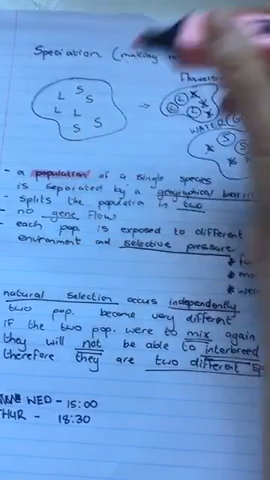 Speciation. (making
Flowers
L S S
L L L S S
WATER
S
- a population of a single species
is separated by a geographical
- splits the population in two
- no gene flow
- each pop. is exposed to different
environment and selective pressure
natural selection occurs independently
two pop. become very different
If the two pop. were to mix again
they will not be able to interbreed
therefore they are two different
WED - 15:00
THUR - 18:30